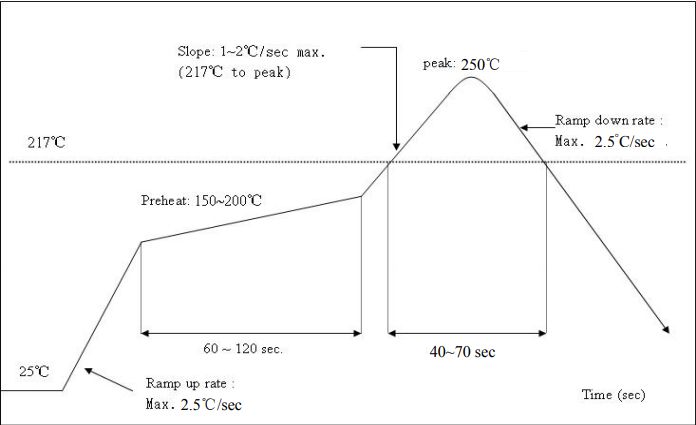 Slope: 1~2℃/sec max.
(217℃ to peak)
peak: 250℃
Ramp down rate :
Max. 2.5°C/sec .
217℃
Preheat: 150~200℃
60 ~ 120 sec.
40~70 sec
25℃
Ramp up rate :
Max. 2.5℃/sec
Time (sec)